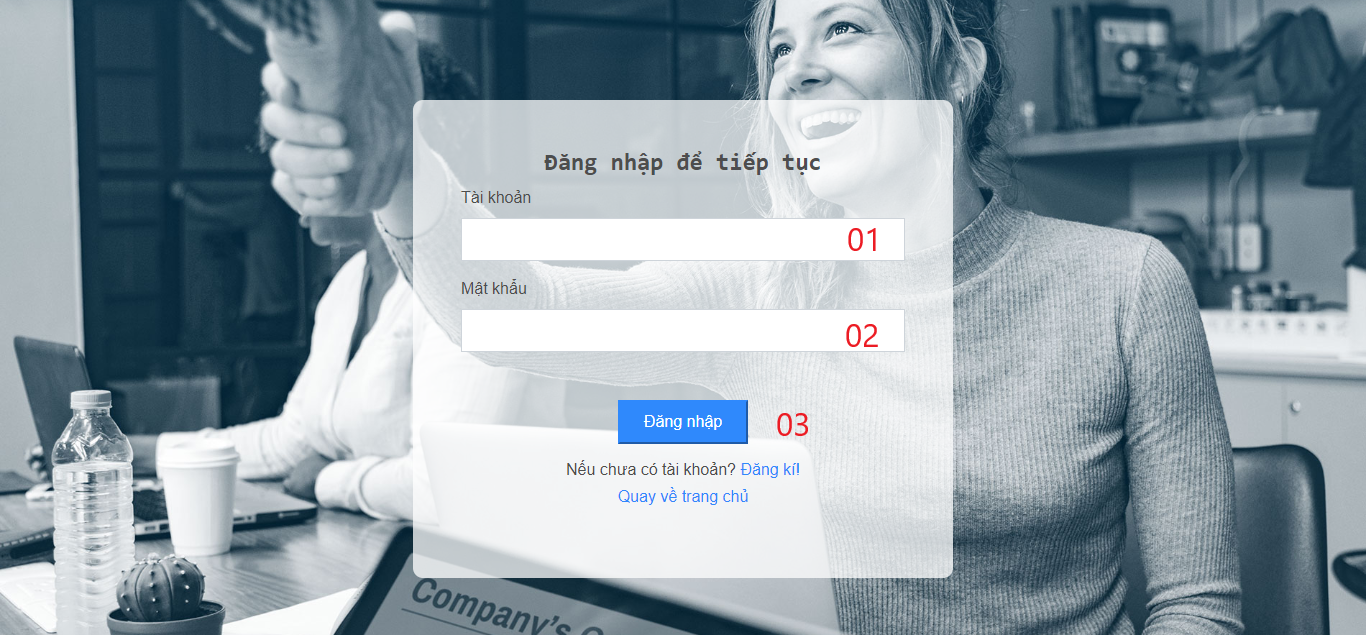 Đăng nhập để tiếp tục
Tài khoản
01
Mật khẩu
02
Đăng nhập
03
Nếu chưa có tài khoản? Đăng kí!
Quay về trang chủ
Company's